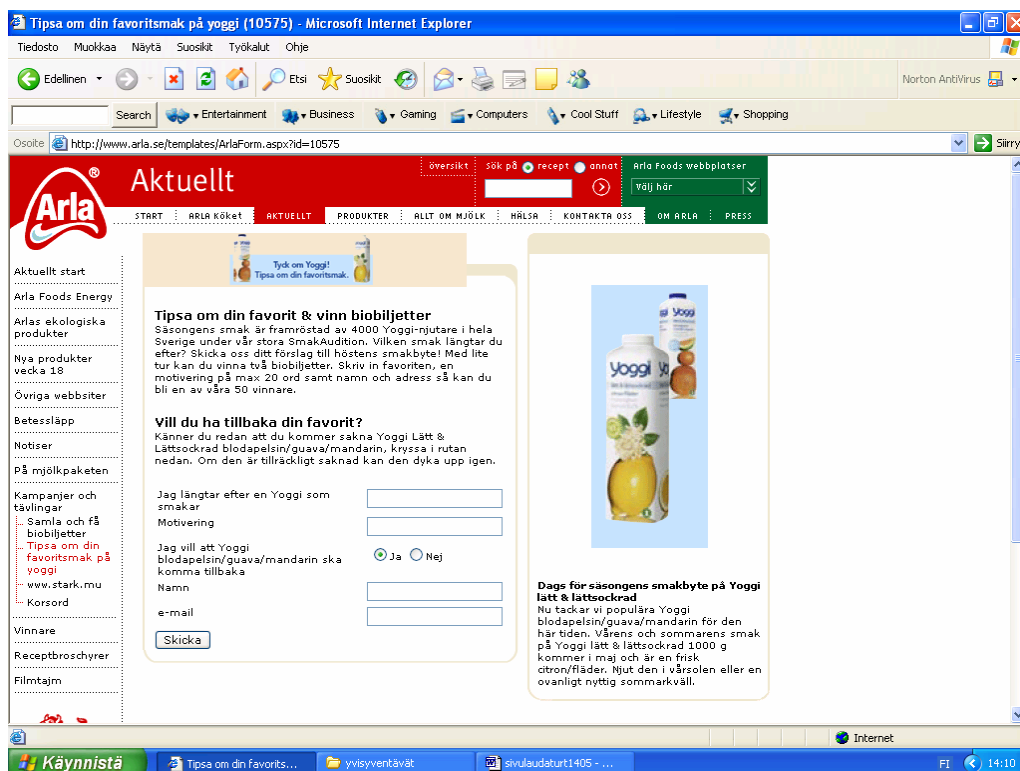 Tipsa om din favoritsmak på yoggi (10575) - Microsoft Internet Explorer
Tiedosto Muokkaa Näytä Suosikit Työkalut Ohje
Edellinen Etsi Suosikit Norton AntiVirus
Search Entertainment Business Gaming Computers Cool Stuff Lifestyle Shopping
Osoite http://www.arla.se/templates/ArlaForm.aspx?id=10575 Siirry
Arla ®
Aktuellt
översikt
sök på recept annat
Arla Foods webbplatser
Välj här
START ARLA Köket AKTUELLT PRODUKTER ALLT OM MJÖLK HÄLSA KONTAKTA OSS OM ARLA PRESS
Aktuellt start
Arla Foods Energy
Arlas ekologiska
produkter
Nya produkter
vecka 18
Övriga webbsiter
Betessläpp
Notiser
På mjölkpaketen
Kampanjer och
tävlingar
Samla och få
biobiljetter
Tipsa om din
favoritsmak på
yoggi
www.stark.mu
Korsord
Vinnare
Receptbroschyrer
Filmtajm
Tyck om Yoggi!
Tipsa om din favoritsmak.
Tipsa om din favorit & vinn biobiljetter
Säsongens smak är framröstad av 4000 Yoggi-njutare i hela
Sverige under vår stora SmakAudition. Vilken smak längtar du
efter? Skicka oss ditt förslag till höstens smakbyte! Med lite
tur kan du vinna två biobiljetter. Skriv in favoriten, en
motivering på max 20 ord samt namn och adress så kan du
bli en av våra 50 vinnare.
Vill du ha tillbaka din favorit?
Känner du redan att du kommer sakna Yoggi Lätt &
Lättsockrad blodapelsin/guava/mandarin, kryssa i rutan
nedan. Om den är tillräckligt saknad kan den dyka upp igen.
Jag längtar efter en Yoggi som
smakar
Motivering
Jag vill att Yoggi
blodapelsin/guava/mandarin ska
komma tillbaka
Ja Nej
Namn
e-mail
Skicka
Yoggi
Yoggi
Dags för säsongens smakbyte på Yoggi
lätt & lättsockrad
Nu tackar vi populära Yoggi
blodapelsin/guava/mandarin för den
här tiden. Vårens och sommarens smak
på Yoggi lätt & lättsockrad 1000 g
kommer i maj och är en frisk
citron/fläder. Njut den i vårsolen eller en
ovanligt nyttig sommarkväll.
Internet
Käynnistä Tipsa om din favorits... yvisyventävät sivulaudaturt1405 - ... FI 14:10